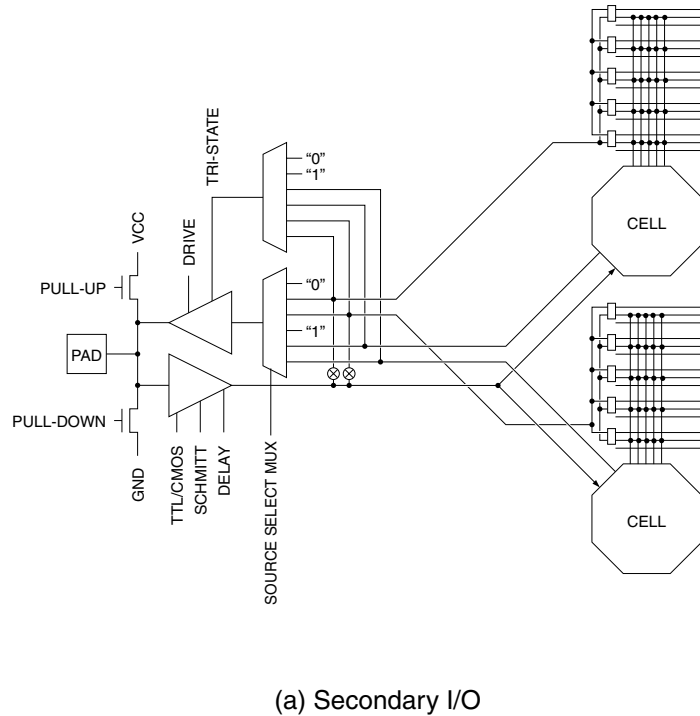 TRI-STATE
“0”
“1”
CELL
VCC
DRIVE
PULL-UP
“0”
“1”
PAD
PULL-DOWN
GND
TTL/CMOS
SCHMITT
DELAY
SOURCE SELECT MUX
CELL
(a) Secondary I/O